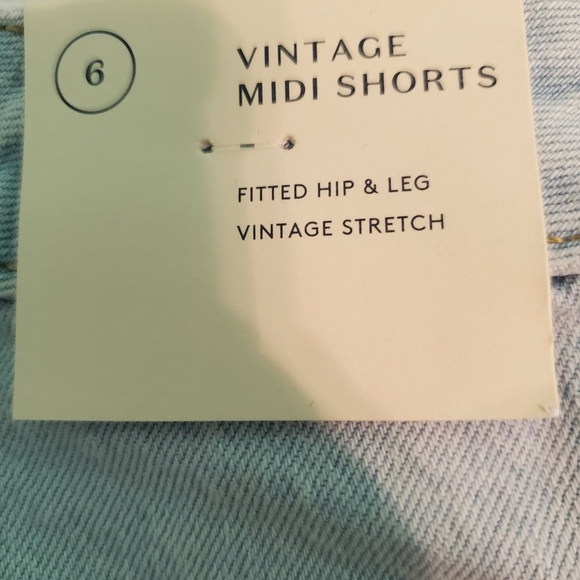 6
VINTAGE
MIDI SHORTS
FITTED HIP & LEG
VINTAGE STRETCH